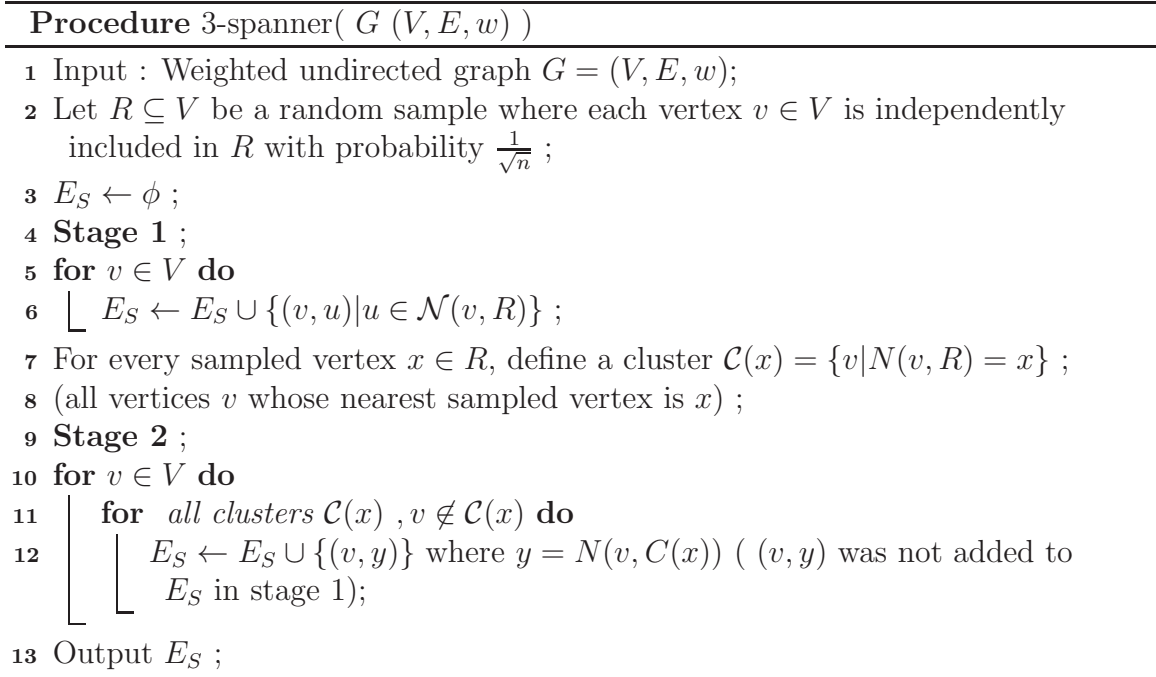 Procedure 3-spanner( G (V, E, w) )
1 Input : Weighted undirected graph G = (V, E, w);
2 Let R ⊆ V be a random sample where each vertex v ∈ V is independently
included in R with probability 1/√n ;
3 E_S ← ϕ ;
4 Stage 1 ;
5 for v ∈ V do
6 E_S ← E_S ∪ {(v, u)|u ∈ 𝒩(v, R)} ;
7 For every sampled vertex x ∈ R, define a cluster 𝒞(x) = {v|N(v, R) = x} ;
8 (all vertices v whose nearest sampled vertex is x) ;
9 Stage 2 ;
10 for v ∈ V do
11 for all clusters 𝒞(x) ,v ∉ 𝒞(x) do
12 E_S ← E_S ∪ {(v, y)} where y = N(v, C(x)) ( (v, y) was not added to
E_S in stage 1);
13 Output E_S ;